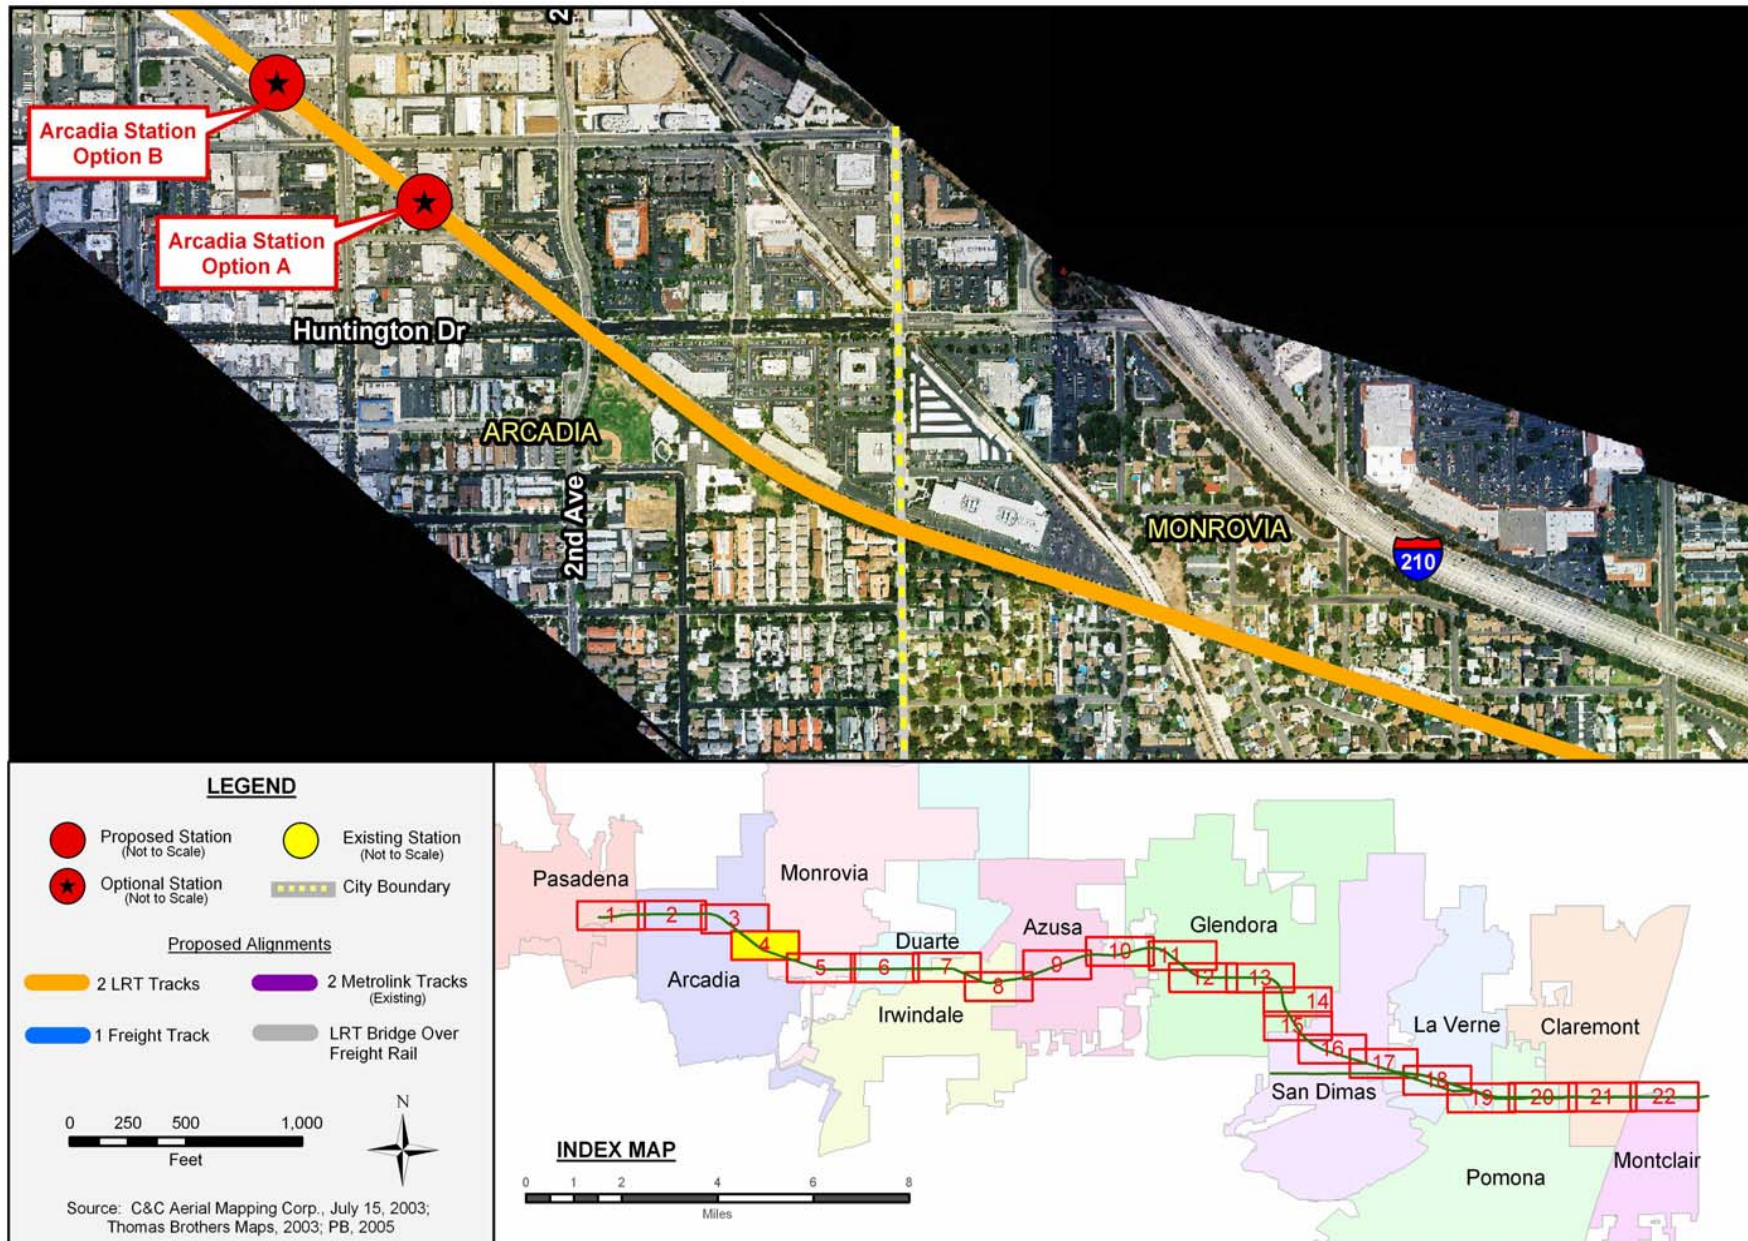 2
Arcadia Station
Option B
Arcadia Station
Option A
Huntington Dr
ARCADIA
2nd Ave
MONROVIA
210
LEGEND
Proposed Station
(Not to Scale)
Existing Station
(Not to Scale)
Optional Station
(Not to Scale)
City Boundary
Proposed Alignments
2 LRT Tracks
2 Metrolink Tracks
(Existing)
1 Freight Track
LRT Bridge Over
Freight Rail
0 250 500 1,000
Feet
N
Source: C&C Aerial Mapping Corp., July 15, 2003;
Thomas Brothers Maps, 2003; PB, 2005
Pasadena
Monrovia
Arcadia
Duarte
Irwindale
Azusa
Glendora
San Dimas
La Verne
Claremont
Pomona
Montclair
1 2 3 4 5 6 7 8 9 10 11 12 13 14 15 16 17 18 19 20 21 22
INDEX MAP
0 1 2 4 6 8
Miles